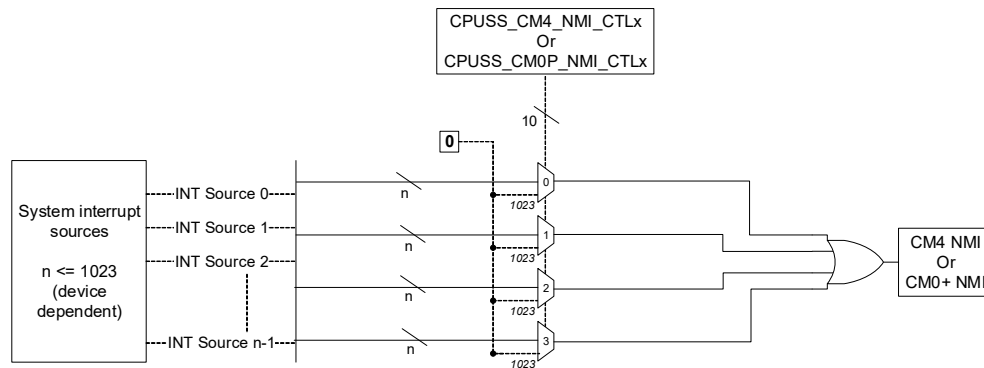 CPUSS_CM4_NMI_CTLx
Or
CPUSS_CM0P_NMI_CTLx
10
0
System interrupt
sources
n <= 1023
(device
dependent)
INT Source 0
INT Source 1
INT Source 2
INT Source n-1
n
0
1023
n
1
1023
n
2
1023
n
3
1023
CM4 NMI
Or
CM0+ NMI